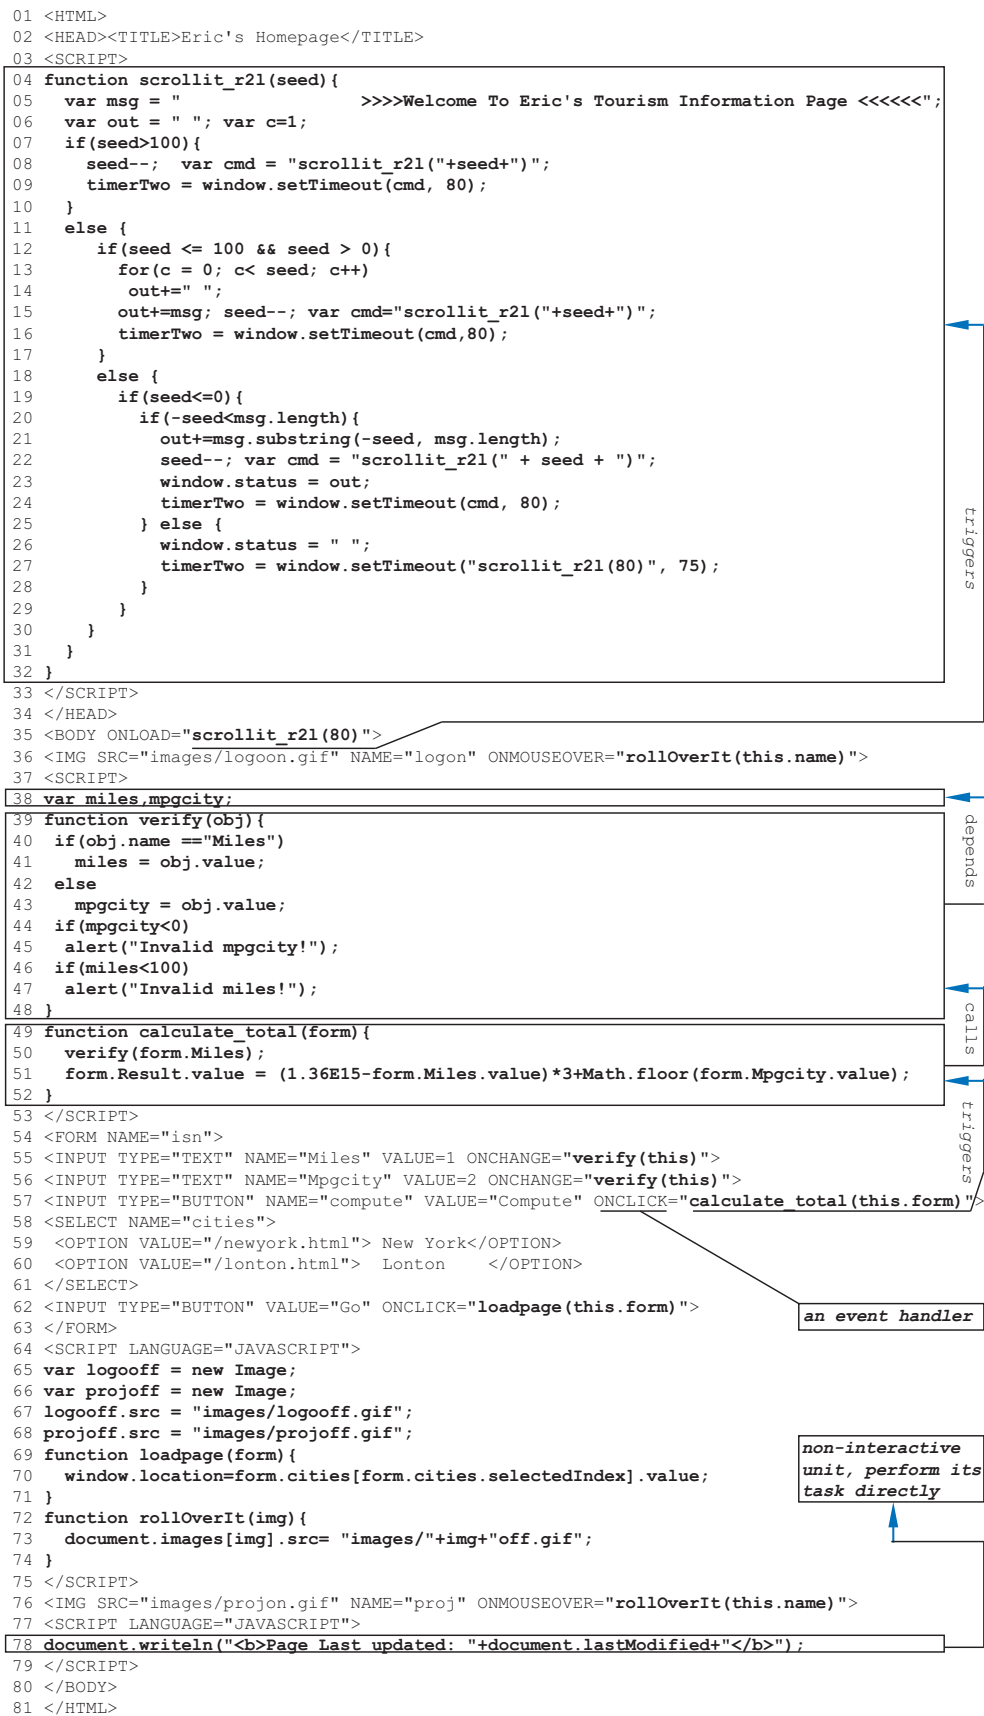 01 <HTML>
02 <HEAD><TITLE>Eric's Homepage</TITLE>
03 <SCRIPT>
04 function scrollit_r2l(seed){
05   var msg = "                 >>>>Welcome To Eric's Tourism Information Page <<<<<<";
06   var out = " "; var c=1;
07   if(seed>100){
08     seed--;  var cmd = "scrollit_r2l("+seed+")";
09     timerTwo = window.setTimeout(cmd, 80);
10   }
11   else {
12      if(seed <= 100 && seed > 0){
13        for(c = 0; c< seed; c++)
14         out+=" ";
15        out+=msg; seed--; var cmd="scrollit_r2l("+seed+")";
16        timerTwo = window.setTimeout(cmd,80);
17      }
18      else {
19        if(seed<=0){
20          if(-seed<msg.length){
21            out+=msg.substring(-seed, msg.length);
22            seed--; var cmd = "scrollit_r2l(" + seed + ")";
23            window.status = out;
24            timerTwo = window.setTimeout(cmd, 80);
25          } else {
26            window.status = " ";
27            timerTwo = window.setTimeout("scrollit_r2l(80)", 75);
28          }
29        }
30     }
31   }
32 }
triggers
33 </SCRIPT>
34 </HEAD>
35 <BODY ONLOAD="scrollit_r2l(80)">
36 <IMG SRC="images/logoon.gif" NAME="logon" ONMOUSEOVER="rollOverIt(this.name)">
37 <SCRIPT>
38 var miles,mpgcity;
39 function verify(obj){
40  if(obj.name =="Miles")
41    miles = obj.value;
42  else
43    mpgcity = obj.value;
depends
44  if(mpgcity<0)
45   alert("Invalid mpgcity!");
46  if(miles<100)
47   alert("Invalid miles!");
48 }
calls
49 function calculate_total(form){
50   verify(form.Miles);
51   form.Result.value = (1.36E15-form.Miles.value)*3+Math.floor(form.Mpgcity.value);
52 }
triggers
53 </SCRIPT>
54 <FORM NAME="isn">
55 <INPUT TYPE="TEXT" NAME="Miles" VALUE=1 ONCHANGE="verify(this)">
56 <INPUT TYPE="TEXT" NAME="Mpgcity" VALUE=2 ONCHANGE="verify(this)">
57 <INPUT TYPE="BUTTON" NAME="compute" VALUE="Compute" ONCLICK="calculate_total(this.form)">
58 <SELECT NAME="cities">
59  <OPTION VALUE="/newyork.html"> New York</OPTION>
60  <OPTION VALUE="/lonton.html">  Lonton    </OPTION>
61 </SELECT>
62 <INPUT TYPE="BUTTON" VALUE="Go" ONCLICK="loadpage(this.form)">
an event handler
63 </FORM>
64 <SCRIPT LANGUAGE="JAVASCRIPT">
65 var logooff = new Image;
66 var projoff = new Image;
67 logooff.src = "images/logooff.gif";
68 projoff.src = "images/projoff.gif";
69 function loadpage(form){
70   window.location=form.cities[form.cities.selectedIndex].value;
71 }
non-interactive
unit, perform its
task directly
72 function rollOverIt(img){
73   document.images[img].src= "images/"+img+"off.gif";
74 }
75 </SCRIPT>
76 <IMG SRC="images/projon.gif" NAME="proj" ONMOUSEOVER="rollOverIt(this.name)">
77 <SCRIPT LANGUAGE="JAVASCRIPT">
78 document.writeln("<b>Page Last updated: "+document.lastModified+"</b>");
79 </SCRIPT>
80 </BODY>
81 </HTML>